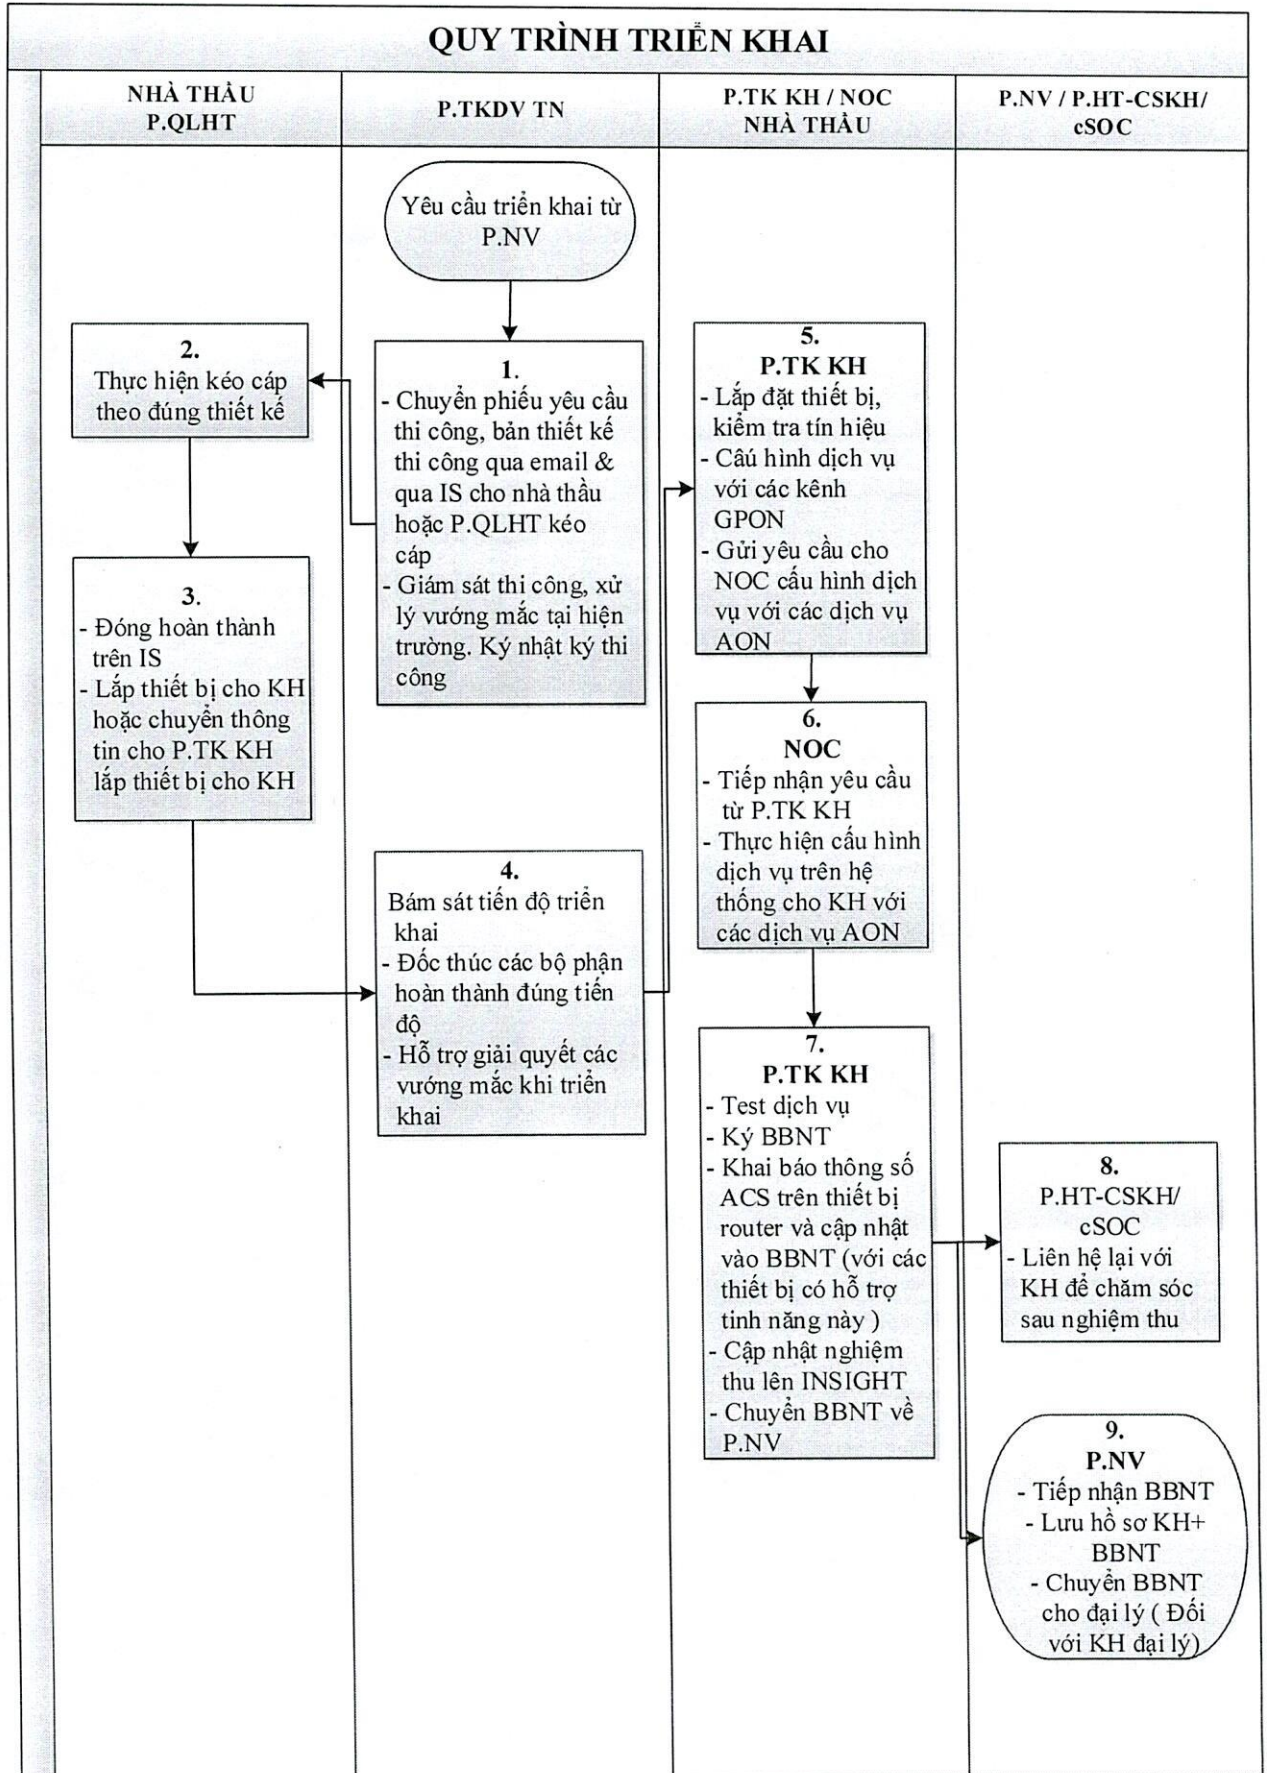 QUY TRÌNH TRIỂN KHAI
NHÀ THẦU
P.QLHT
P.TKDV TN
P.TK KH / NOC
NHÀ THẦU
P.NV / P.HT-CSKH/
cSOC
Yêu cầu triển khai từ
P.NV
1.
- Chuyển phiếu yêu cầu
thi công, bản thiết kế
thi công qua email &
qua IS cho nhà thầu
hoặc P.QLHT kéo
cáp
- Giám sát thi công, xử
lý vướng mắc tại hiện
trường. Ký nhật ký thi
công
2.
Thực hiện kéo cáp
theo đúng thiết kế
3.
- Đóng hoàn thành
trên IS
- Lắp thiết bị cho KH
hoặc chuyển thông
tin cho P.TK KH
lắp thiết bị cho KH
4.
Bám sát tiến độ triển
khai
- Đốc thúc các bộ phận
hoàn thành đúng tiến
độ
- Hỗ trợ giải quyết các
vướng mắc khi triển
khai
5.
P.TK KH
- Lắp đặt thiết bị,
kiểm tra tín hiệu
- Câú hình dịch vụ
với các kênh
GPON
- Gửi yêu cầu cho
NOC cấu hình dịch
vụ với các dịch vụ
AON
6.
NOC
- Tiếp nhận yêu cầu
từ P.TK KH
- Thực hiện cấu hình
dịch vụ trên hệ
thống cho KH với
các dịch vụ AON
7.
P.TK KH
- Test dịch vụ
- Ký BBNT
- Khai báo thông số
ACS trên thiết bị
router và cập nhật
vào BBNT (với các
thiết bị có hỗ trợ
tinh năng này )
- Cập nhật nghiệm
thu lên INSIGHT
- Chuyển BBNT về
P.NV
8.
P.HT-CSKH/
cSOC
- Liên hệ lại với
KH để chăm sóc
sau nghiệm thu
9.
P.NV
- Tiếp nhận BBNT
- Lưu hồ sơ KH+
BBNT
- Chuyển BBNT
cho đại lý ( Đối
với KH đại lý)